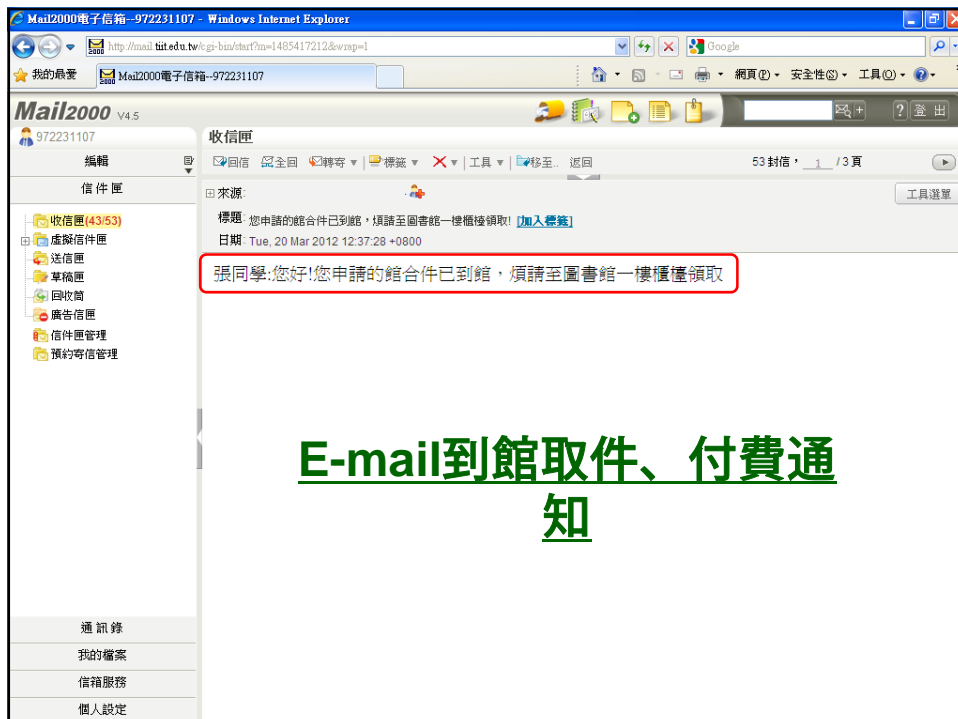 Mail2000電子信箱--972231107 - Windows Internet Explorer
http://mail.tiit.edu.tw/cgi-bin/start?m=1485417212&wrap=1
Google
我的最愛
Mail2000電子信箱--972231107
網頁(P)
安全性(S)
工具(O)
Mail2000 V4.5
登出
972231107
收信匣
編輯
回信 全回 轉寄 標籤 工具 移至.. 返回
53 封信， 1 / 3 頁
信件匣
來源:
工具選單
標題: 您申請的館合件已到館，煩請至圖書館一樓櫃檯領取! [加入標籤]
日期: Tue, 20 Mar 2012 12:37:28 +0800
張同學:您好!您申請的館合件已到館，煩請至圖書館一樓櫃檯領取
收信匣(43/53)
虛擬信件匣
送信匣
草稿匣
回收筒
廣告信匣
信件匣管理
預約寄信管理
E-mail到館取件、付費通
知
通訊錄
我的檔案
信箱服務
個人設定